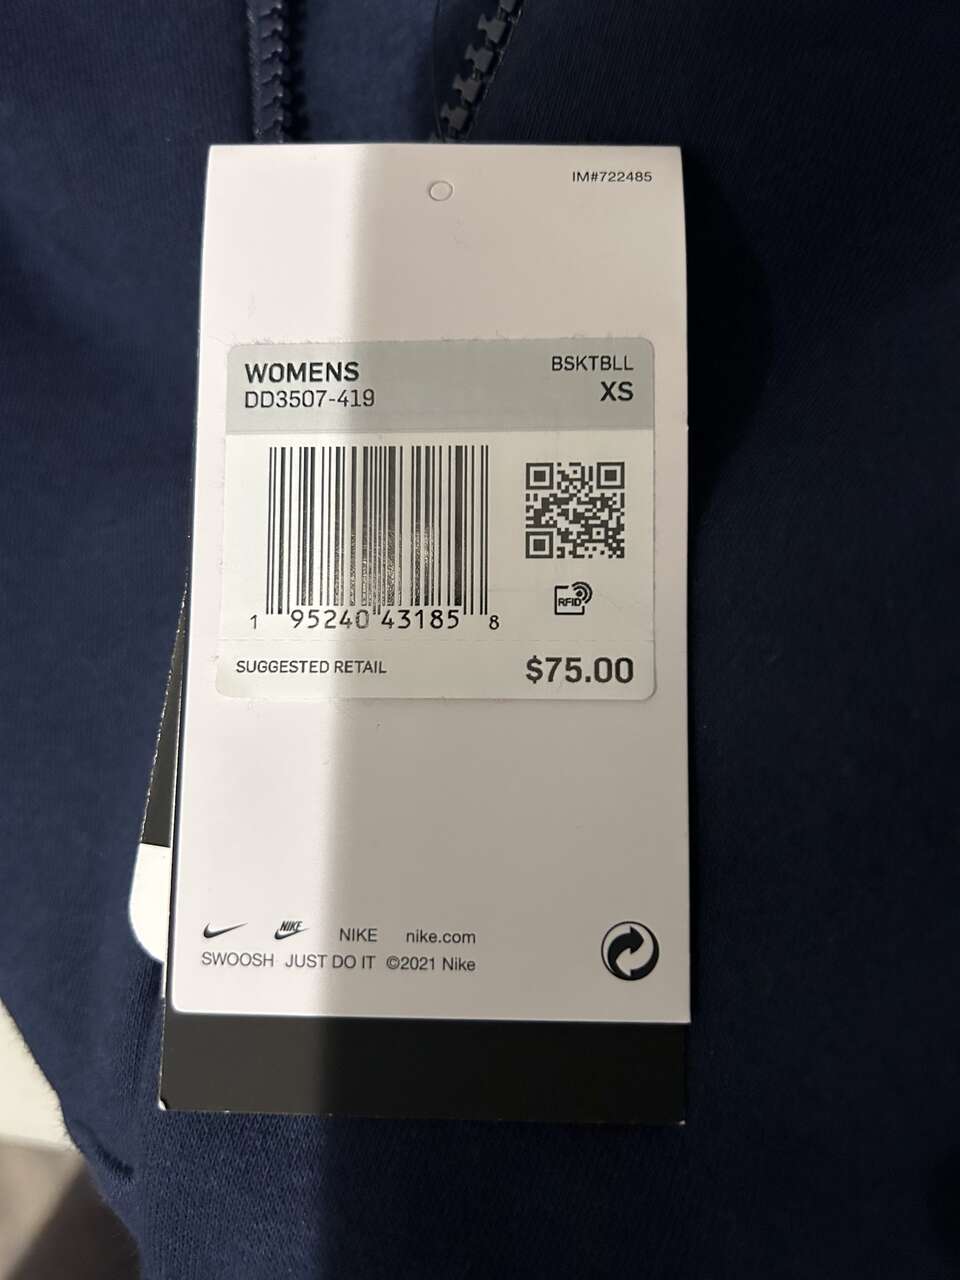 IM#722485
WOMENS
BSKTBLL
DD3507-419
XS
RFID
1 95240 43185 8
SUGGESTED RETAIL $75.00
NIKE NIKE nike.com
SWOOSH JUST DO IT ©2021 Nike